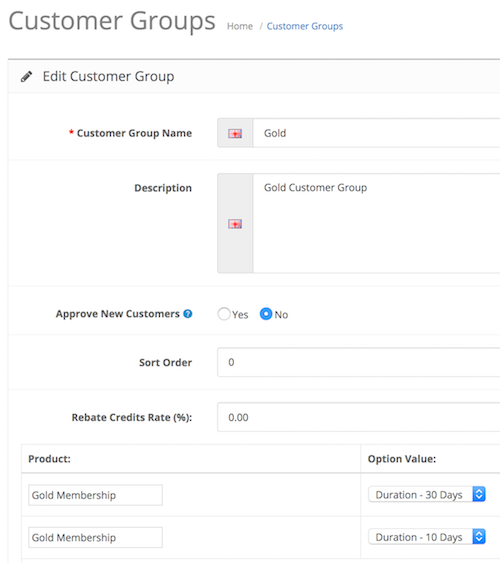 Customer Groups Home / Customer Groups
Edit Customer Group
* Customer Group Name Gold
Description Gold Customer Group
Approve New Customers ? Yes No
Sort Order 0
Rebate Credits Rate (%): 0.00
Product: Option Value:
Gold Membership Duration - 30 Days
Gold Membership Duration - 10 Days